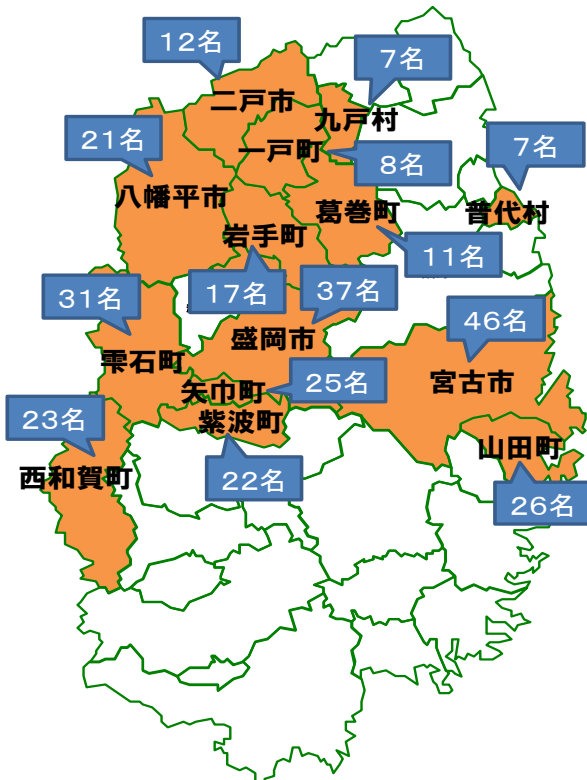 12名
7名
二戸市
九戸村
21名
一戸町
8名
7名
八幡平市
葛巻町
普代村
岩手町
11名
31名
17名
37名
46名
盛岡市
雫石町
矢巾町
25名
宮古市
23名
紫波町
山田町
西和賀町
22名
26名